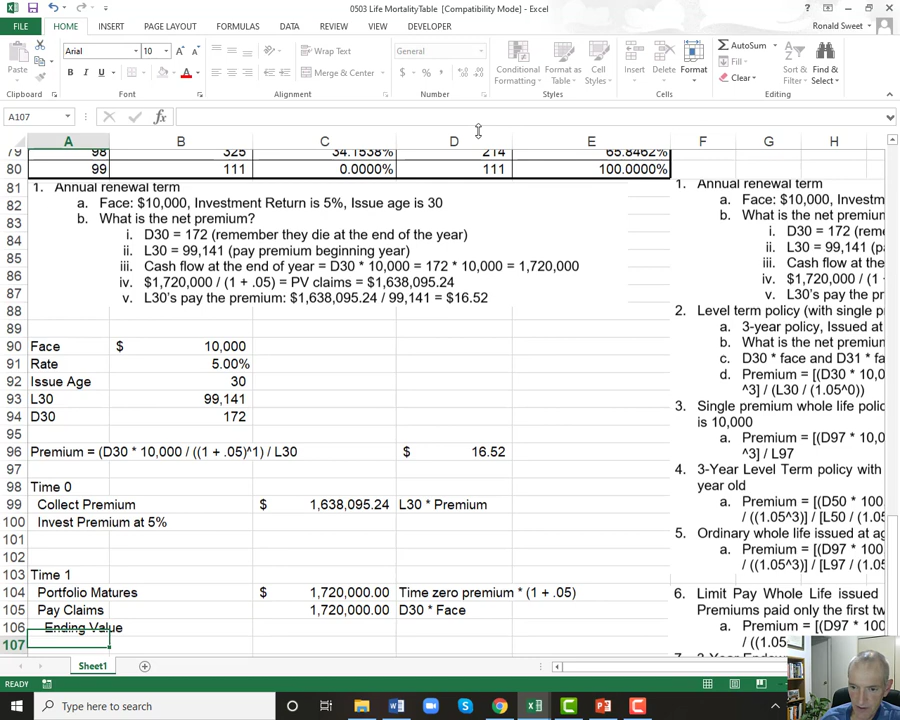 0503 Life MortalityTable [Compatibility Mode] - Excel
FILE HOME INSERT PAGE LAYOUT FORMULAS DATA REVIEW VIEW DEVELOPER Ronald Sweet
Arial 10 Wrap Text General AutoSum
Paste B I U Merge & Center $ % Conditional Formatting Format as Table Cell Styles Insert Delete Format Fill Clear Sort & Filter Find & Select
Clipboard Font Alignment Number Styles Cells Editing
A107 fx
A B C D E F G H
79 98 325 34.1538% 214 65.8462%
80 99 111 0.0000% 111 100.0000%
81 1. Annual renewal term
82 a. Face: $10,000, Investment Return is 5%, Issue age is 30
83 b. What is the net premium?
84 i. D30 = 172 (remember they die at the end of the year)
85 ii. L30 = 99,141 (pay premium beginning year)
86 iii. Cash flow at the end of year = D30 * 10,000 = 172 * 10,000 = 1,720,000
87 iv. $1,720,000 / (1 + .05) = PV claims = $1,638,095.24
v. L30's pay the premium: $1,638,095.24 / 99,141 = $16.52
88
89
90 Face $ 10,000
91 Rate 5.00%
92 Issue Age 30
93 L30 99,141
94 D30 172
95
96 Premium = (D30 * 10,000 / ((1 + .05)^1) / L30 $ 16.52
97
98 Time 0
99 Collect Premium $ 1,638,095.24 L30 * Premium
100 Invest Premium at 5%
101
102
103 Time 1
104 Portfolio Matures $ 1,720,000.00 Time zero premium * (1 + .05)
105 Pay Claims 1,720,000.00 D30 * Face
106 Ending Value
107
1. Annual renewal term
a. Face: $10,000, Investm
b. What is the net premiu
i. D30 = 172 (reme
ii. L30 = 99,141 (p
iii. Cash flow at the
iv. $1,720,000 / (1
v. L30's pay the p
2. Level term policy (with single p
a. 3-year policy, Issued at
b. What is the net premiu
c. D30 * face and D31 * fa
d. Premium = [(D30 * 10,0
^3] / (L30 / (1.05^0))
3. Single premium whole life polic
is 10,000
a. Premium = [(D97 * 10,0
^3] / L97
4. 3-Year Level Term policy with
year old
a. Premium = [(D50 * 100
/ ((1.05^3)] / [L50 / (1.05
5. Ordinary whole life issued at ag
a. Premium = [(D97 * 100
/ ((1.05^3)] / [L97 / (1.05
6. Limit Pay Whole Life issued
Premiums paid only the first tw
a. Premium = [(D97 * 100
/ ((1.05
Sheet1
READY
Type here to search